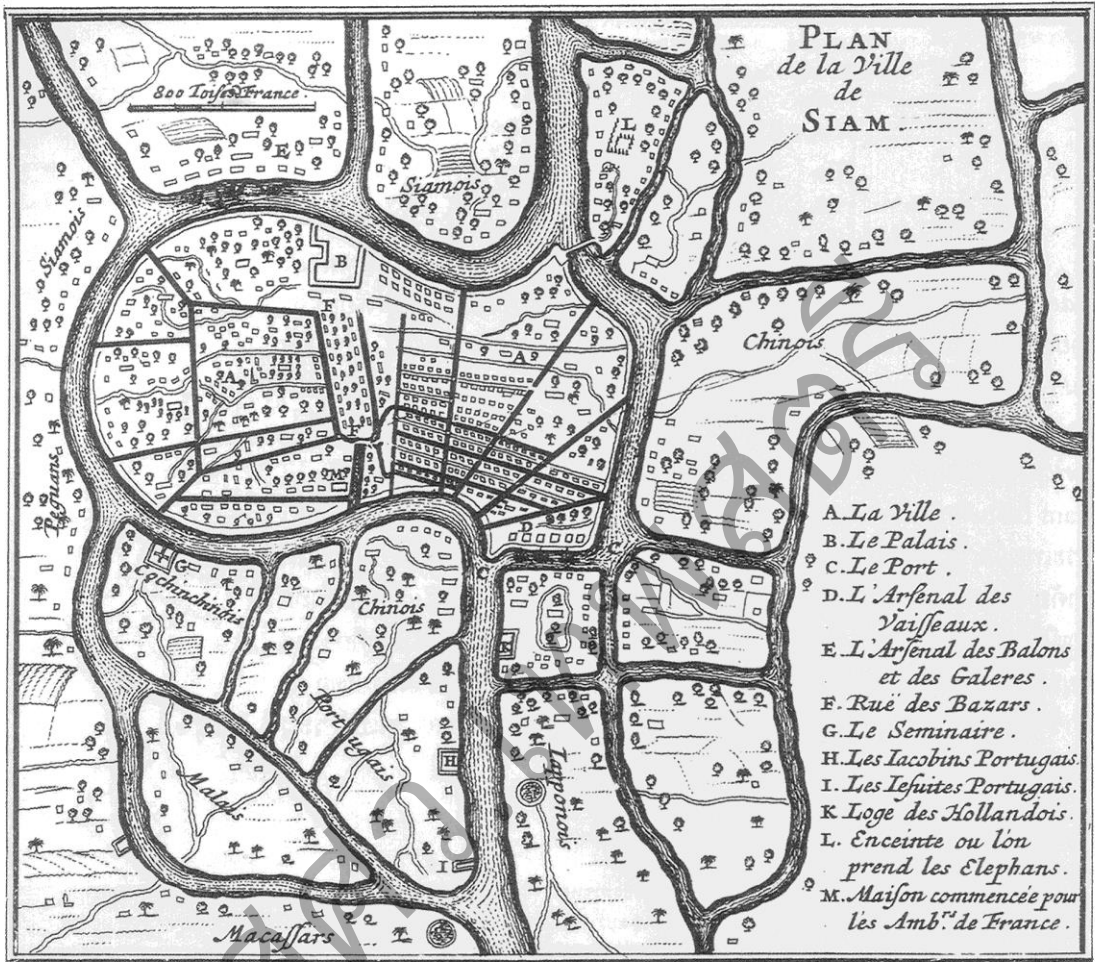 PLAN
de la Ville
de
SIAM.
800 Toises France.
E
L
Siamois
Siamois
B
F
A
Chinois
A
F
Peguans
M
D
C
G
Cochinchinois
Chinois
C
K
Portugais
Malais
H
Iapponois
I
Macaſſars
A. La Ville.
B. Le Palais.
C. Le Port.
D. L'Arſenal des
Vaiſſeaux.
E. L'Arſenal des Balons
et des Galeres.
F. Ruë des Bazars.
G. Le Seminaire.
H. Les Iacobins Portugais.
I. Les Ieſuites Portugais.
K. Loge des Hollandois.
L. Enceinte ou l'on
prend les Elephans.
M. Maiſon commencée pour
les Amb.rs de France.